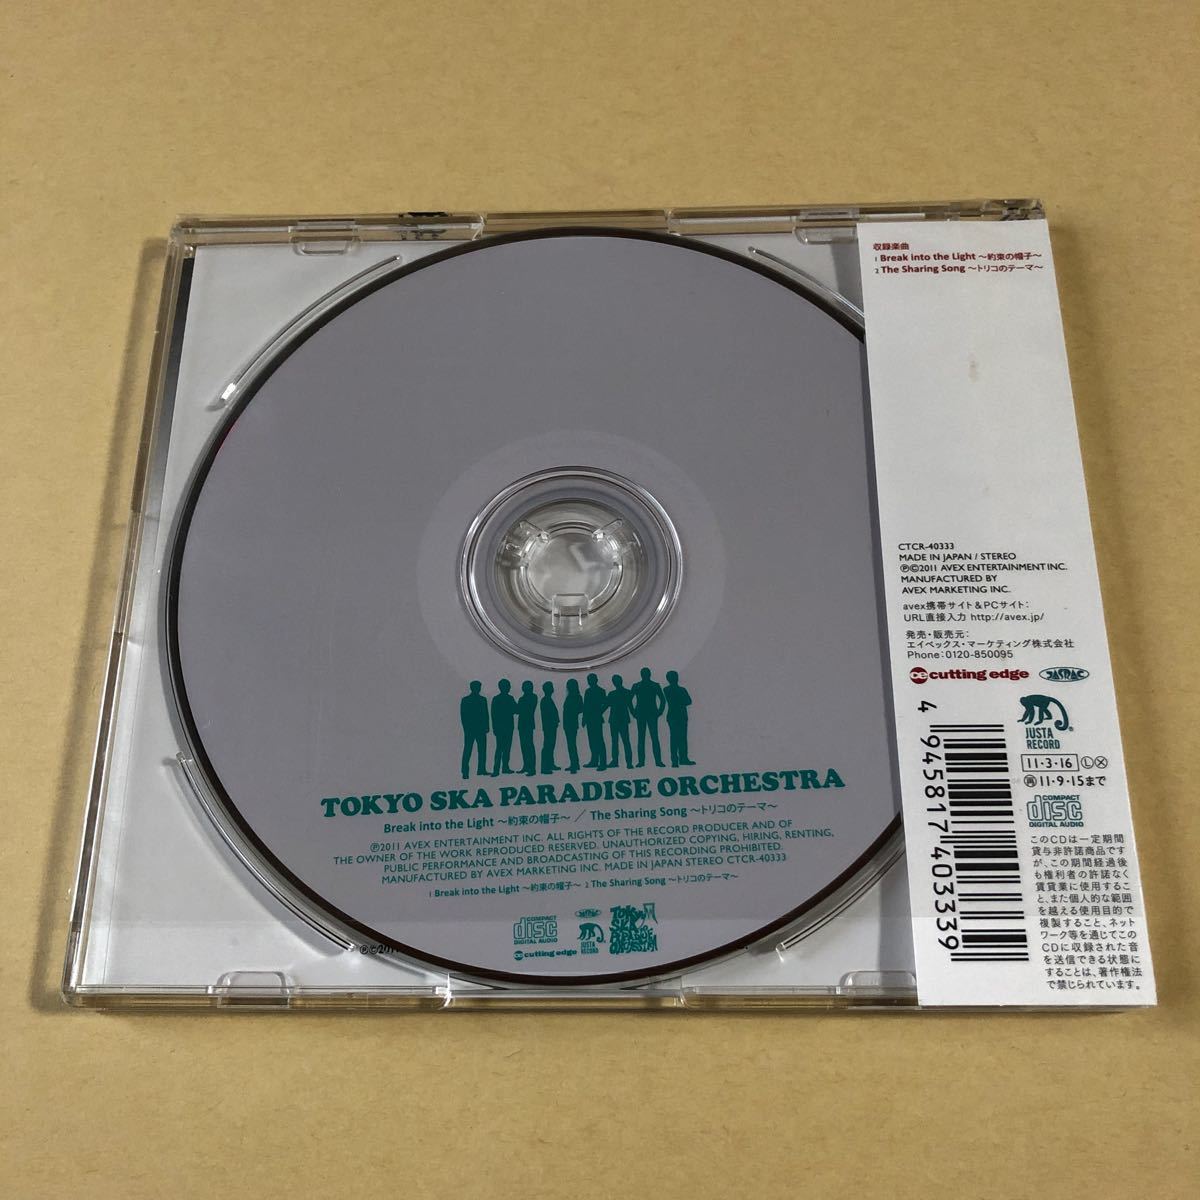 収録楽曲
1 Break into the Light ～約束の帽子～
2 The Sharing Song ～トリコのテーマ～
CTCR-40333
MADE IN JAPAN / STEREO
℗©2011 AVEX ENTERTAINMENT INC.
MANUFACTURED BY
AVEX MARKETING INC.
avex携帯サイト&PCサイト:
URL直接入力 http://avex.jp/
発売・販売元:
エイベックス・マーケティング株式会社
Phone:0120-850095
cutting edge
JASRAC
JUSTA
RECORD
11・3・16 Ⓛ
再11・9・15まで
COMPACT
disc
DIGITAL AUDIO
このCDは一定期間
貸与非許諾商品です
が、この期間経過後
も権利者の許諾なく
賃貸業に使用するこ
と、また個人的な範囲
を越える使用目的で
複製すること、ネット
ワーク等を通じてこの
CDに収録された音
を送信できる状態に
することは、著作権法
で禁じられています。
4 945817 403339
TOKYO SKA PARADISE ORCHESTRA
Break into the Light ～約束の帽子～ / The Sharing Song ～トリコのテーマ～
℗2011 AVEX ENTERTAINMENT INC. ALL RIGHTS OF THE RECORD PRODUCER AND OF
THE OWNER OF THE WORK REPRODUCED RESERVED. UNAUTHORIZED COPYING, HIRING, RENTING,
PUBLIC PERFORMANCE AND BROADCASTING OF THIS RECORDING PROHIBITED.
MANUFACTURED BY AVEX MARKETING INC. MADE IN JAPAN STEREO CTCR-40333
1 Break into the Light ～約束の帽子～ 2 The Sharing Song ～トリコのテーマ～
COMPACT
disc
DIGITAL AUDIO
JASRAC
JUSTA
RECORD
cutting edge
℗©2011